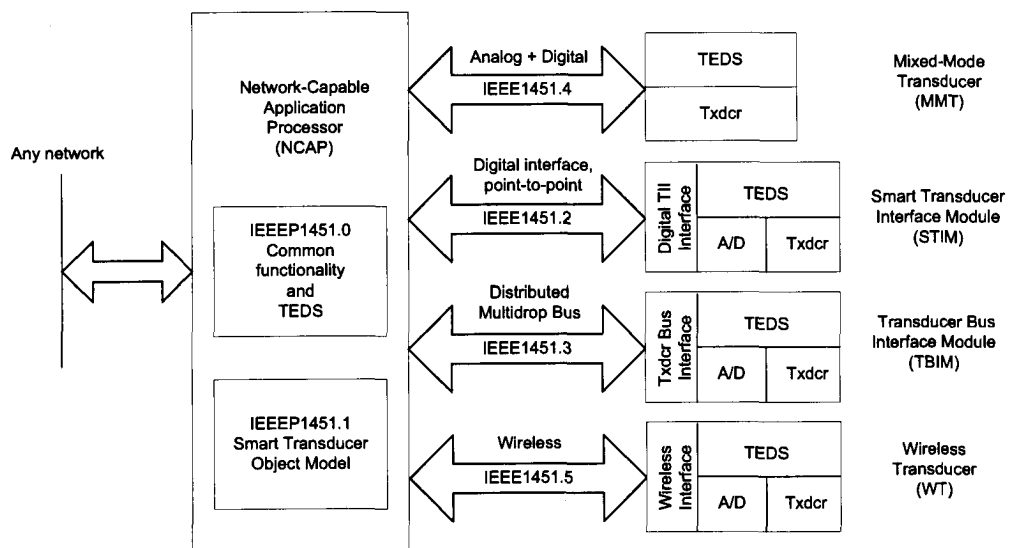 Any network
Network-Capable
Application
Processor
(NCAP)
IEEEP1451.0
Common
functionality
and
TEDS
IEEEP1451.1
Smart Transducer
Object Model
Analog + Digital
IEEE1451.4
TEDS
Txdcr
Mixed-Mode
Transducer
(MMT)
Digital interface,
point-to-point
IEEE1451.2
Digital TII
Interface
TEDS
A/D
Txdcr
Smart Transducer
Interface Module
(STIM)
Distributed
Multidrop Bus
IEEE1451.3
Txdcr Bus
Interface
TEDS
A/D
Txdcr
Transducer Bus
Interface Module
(TBIM)
Wireless
IEEE1451.5
Wireless
Interface
TEDS
A/D
Txdcr
Wireless
Transducer
(WT)